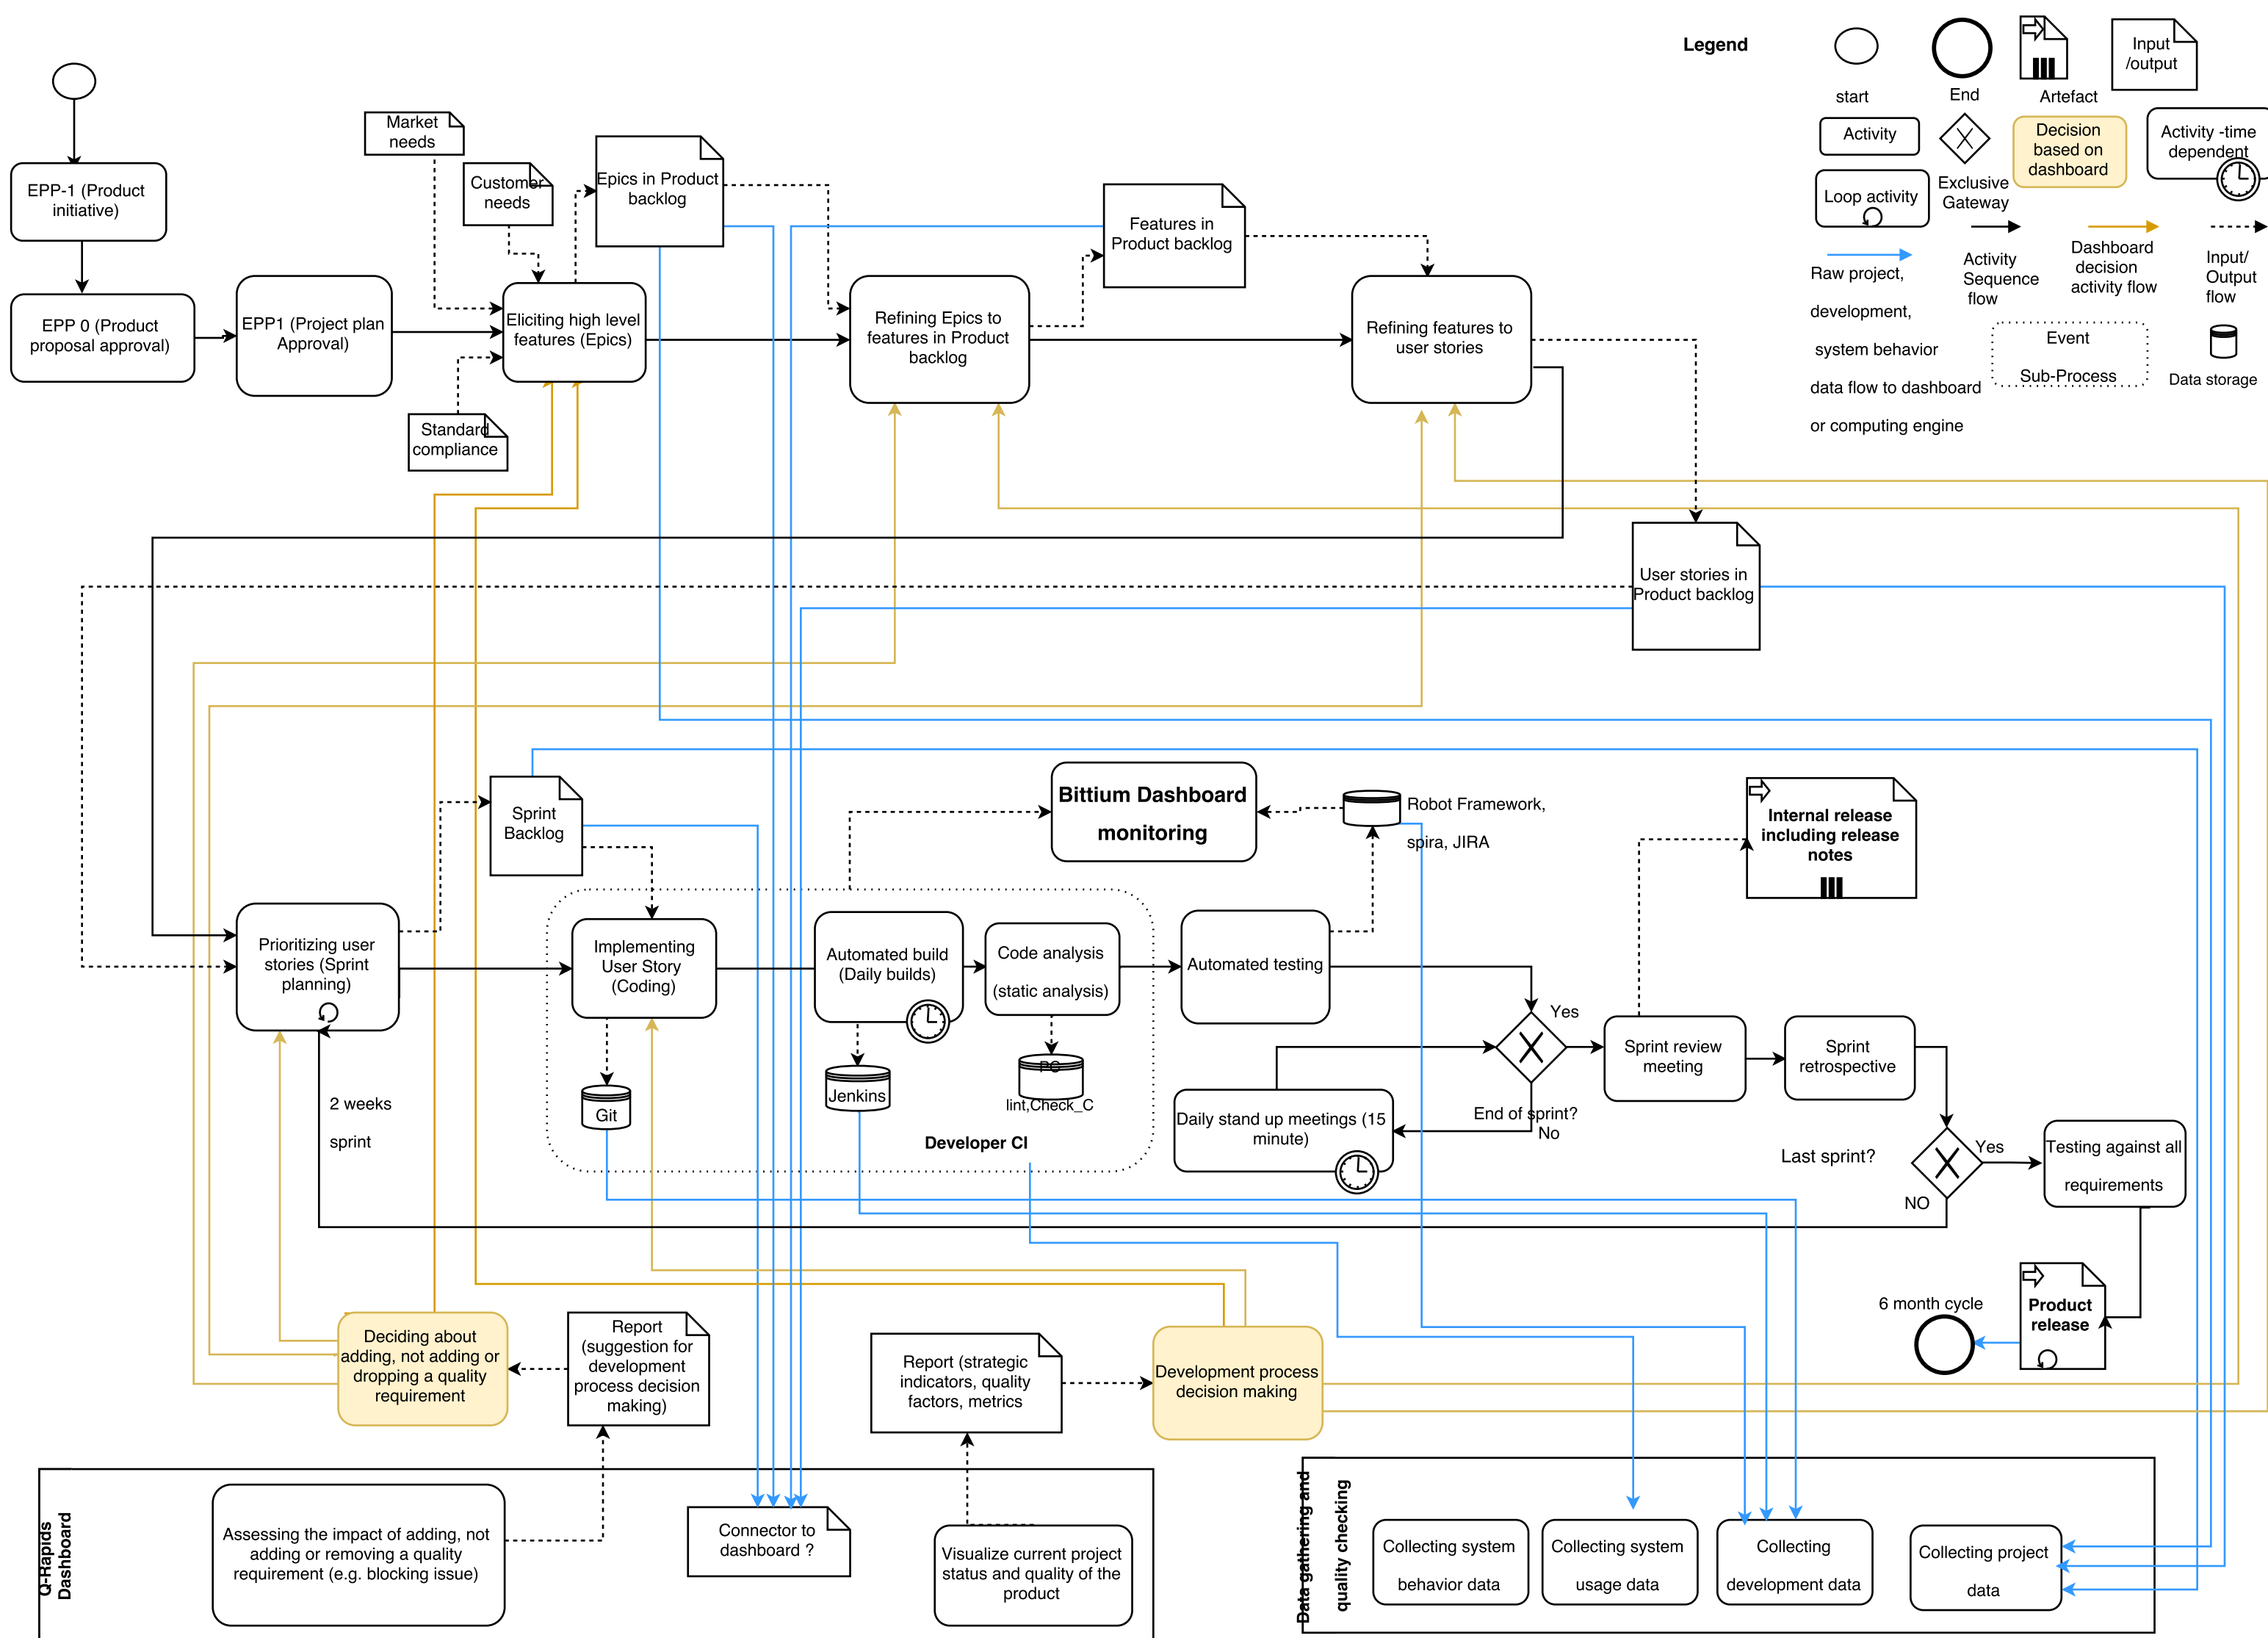 Legend
start
End
Artefact
Input
/output
Activity
Exclusive
Gateway
Decision
based on
dashboard
Activity -time
dependent
Loop activity
Raw project,
development,
system behavior
data flow to dashboard
or computing engine
Activity
Sequence
flow
Dashboard
decision
activity flow
Input/
Output
flow
Event
Sub-Process
Data storage
EPP-1 (Product
initiative)
EPP 0 (Product
proposal approval)
EPP1 (Project plan
Approval)
Market
needs
Customer
needs
Standard
compliance
Eliciting high level
features (Epics)
Epics in Product
backlog
Refining Epics to
features in Product
backlog
Features in
Product backlog
Refining features to
user stories
User stories in
Product backlog
Sprint
Backlog
Bittium Dashboard
monitoring
Robot Framework,
spira, JIRA
Internal release
including release
notes
Prioritizing user
stories (Sprint
planning)
2 weeks
sprint
Implementing
User Story
(Coding)
Git
Automated build
(Daily builds)
Jenkins
Code analysis
(static analysis)
PC
lint,Check_C
Developer CI
Automated testing
Daily stand up meetings (15
minute)
Yes
End of sprint?
No
Sprint review
meeting
Sprint
retrospective
Last sprint?
Yes
NO
Testing against all
requirements
Product
release
6 month cycle
Deciding about
adding, not adding or
dropping a quality
requirement
Report
(suggestion for
development
process decision
making)
Report (strategic
indicators, quality
factors, metrics
Development process
decision making
Q-Rapids
Dashboard
Assessing the impact of adding, not
adding or removing a quality
requirement (e.g. blocking issue)
Connector to
dashboard ?
Visualize current project
status and quality of the
product
Data gathering and
quality checking
Collecting system
behavior data
Collecting system
usage data
Collecting
development data
Collecting project
data